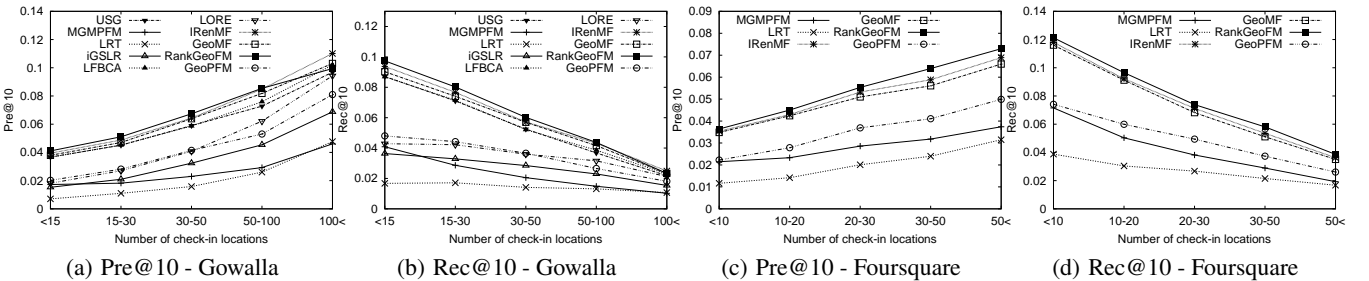 Pre@10
0.14
0.12
0.1
0.08
0.06
0.04
0.02
0
USG
MGMPFM
LRT
iGSLR
LFBCA
LORE
IRenMF
GeoMF
RankGeoFM
GeoPFM
<15 15-30 30-50 50-100 100<
Number of check-in locations
(a) Pre@10 - Gowalla
Rec@10
0.13
0.12
0.1
0.08
0.06
0.04
0.02
0
USG
MGMPFM
LRT
iGSLR
LFBCA
LORE
IRenMF
GeoMF
RankGeoFM
GeoPFM
<15 15-30 30-50 50-100 100<
Number of check-in locations
(b) Rec@10 - Gowalla
Pre@10
0.09
0.08
0.07
0.06
0.05
0.04
0.03
0.02
0.01
0
MGMPFM
LRT
IRenMF
GeoMF
RankGeoFM
GeoPFM
<10 10-20 20-30 30-50 50<
Number of check-in locations
(c) Pre@10 - Foursquare
Rec@10
0.14
0.12
0.1
0.08
0.06
0.04
0.02
0
MGMPFM
LRT
IRenMF
GeoMF
RankGeoFM
GeoPFM
<10 10-20 20-30 30-50 50<
Number of check-in locations
(d) Rec@10 - Foursquare